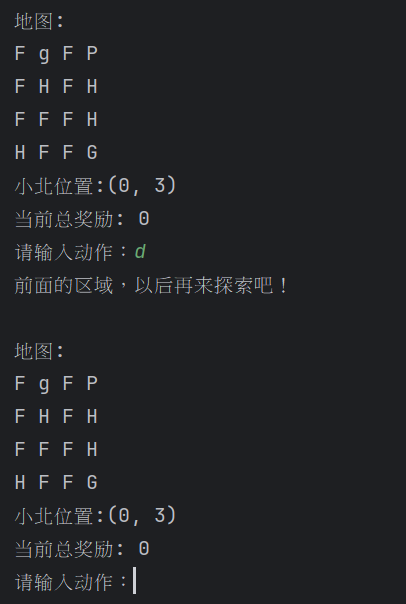 地图:
F g F P
F H F H
F F F H
H F F G
小北位置:(0, 3)
当前总奖励: 0
请输入动作：d
前面的区域，以后再来探索吧！
地图:
F g F P
F H F H
F F F H
H F F G
小北位置:(0, 3)
当前总奖励: 0
请输入动作：